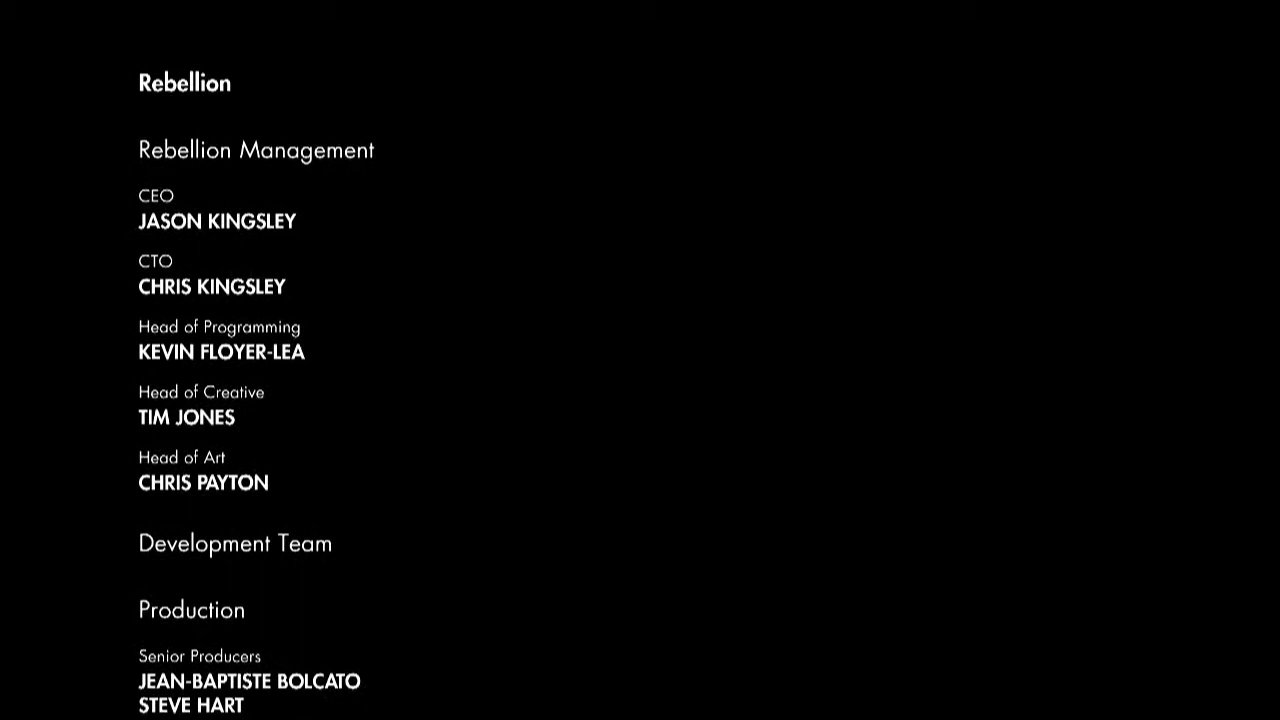 Rebellion
Rebellion Management
CEO
JASON KINGSLEY
CTO
CHRIS KINGSLEY
Head of Programming
KEVIN FLOYER-LEA
Head of Creative
TIM JONES
Head of Art
CHRIS PAYTON
Development Team
Production
Senior Producers
JEAN-BAPTISTE BOLCATO
STEVE HART